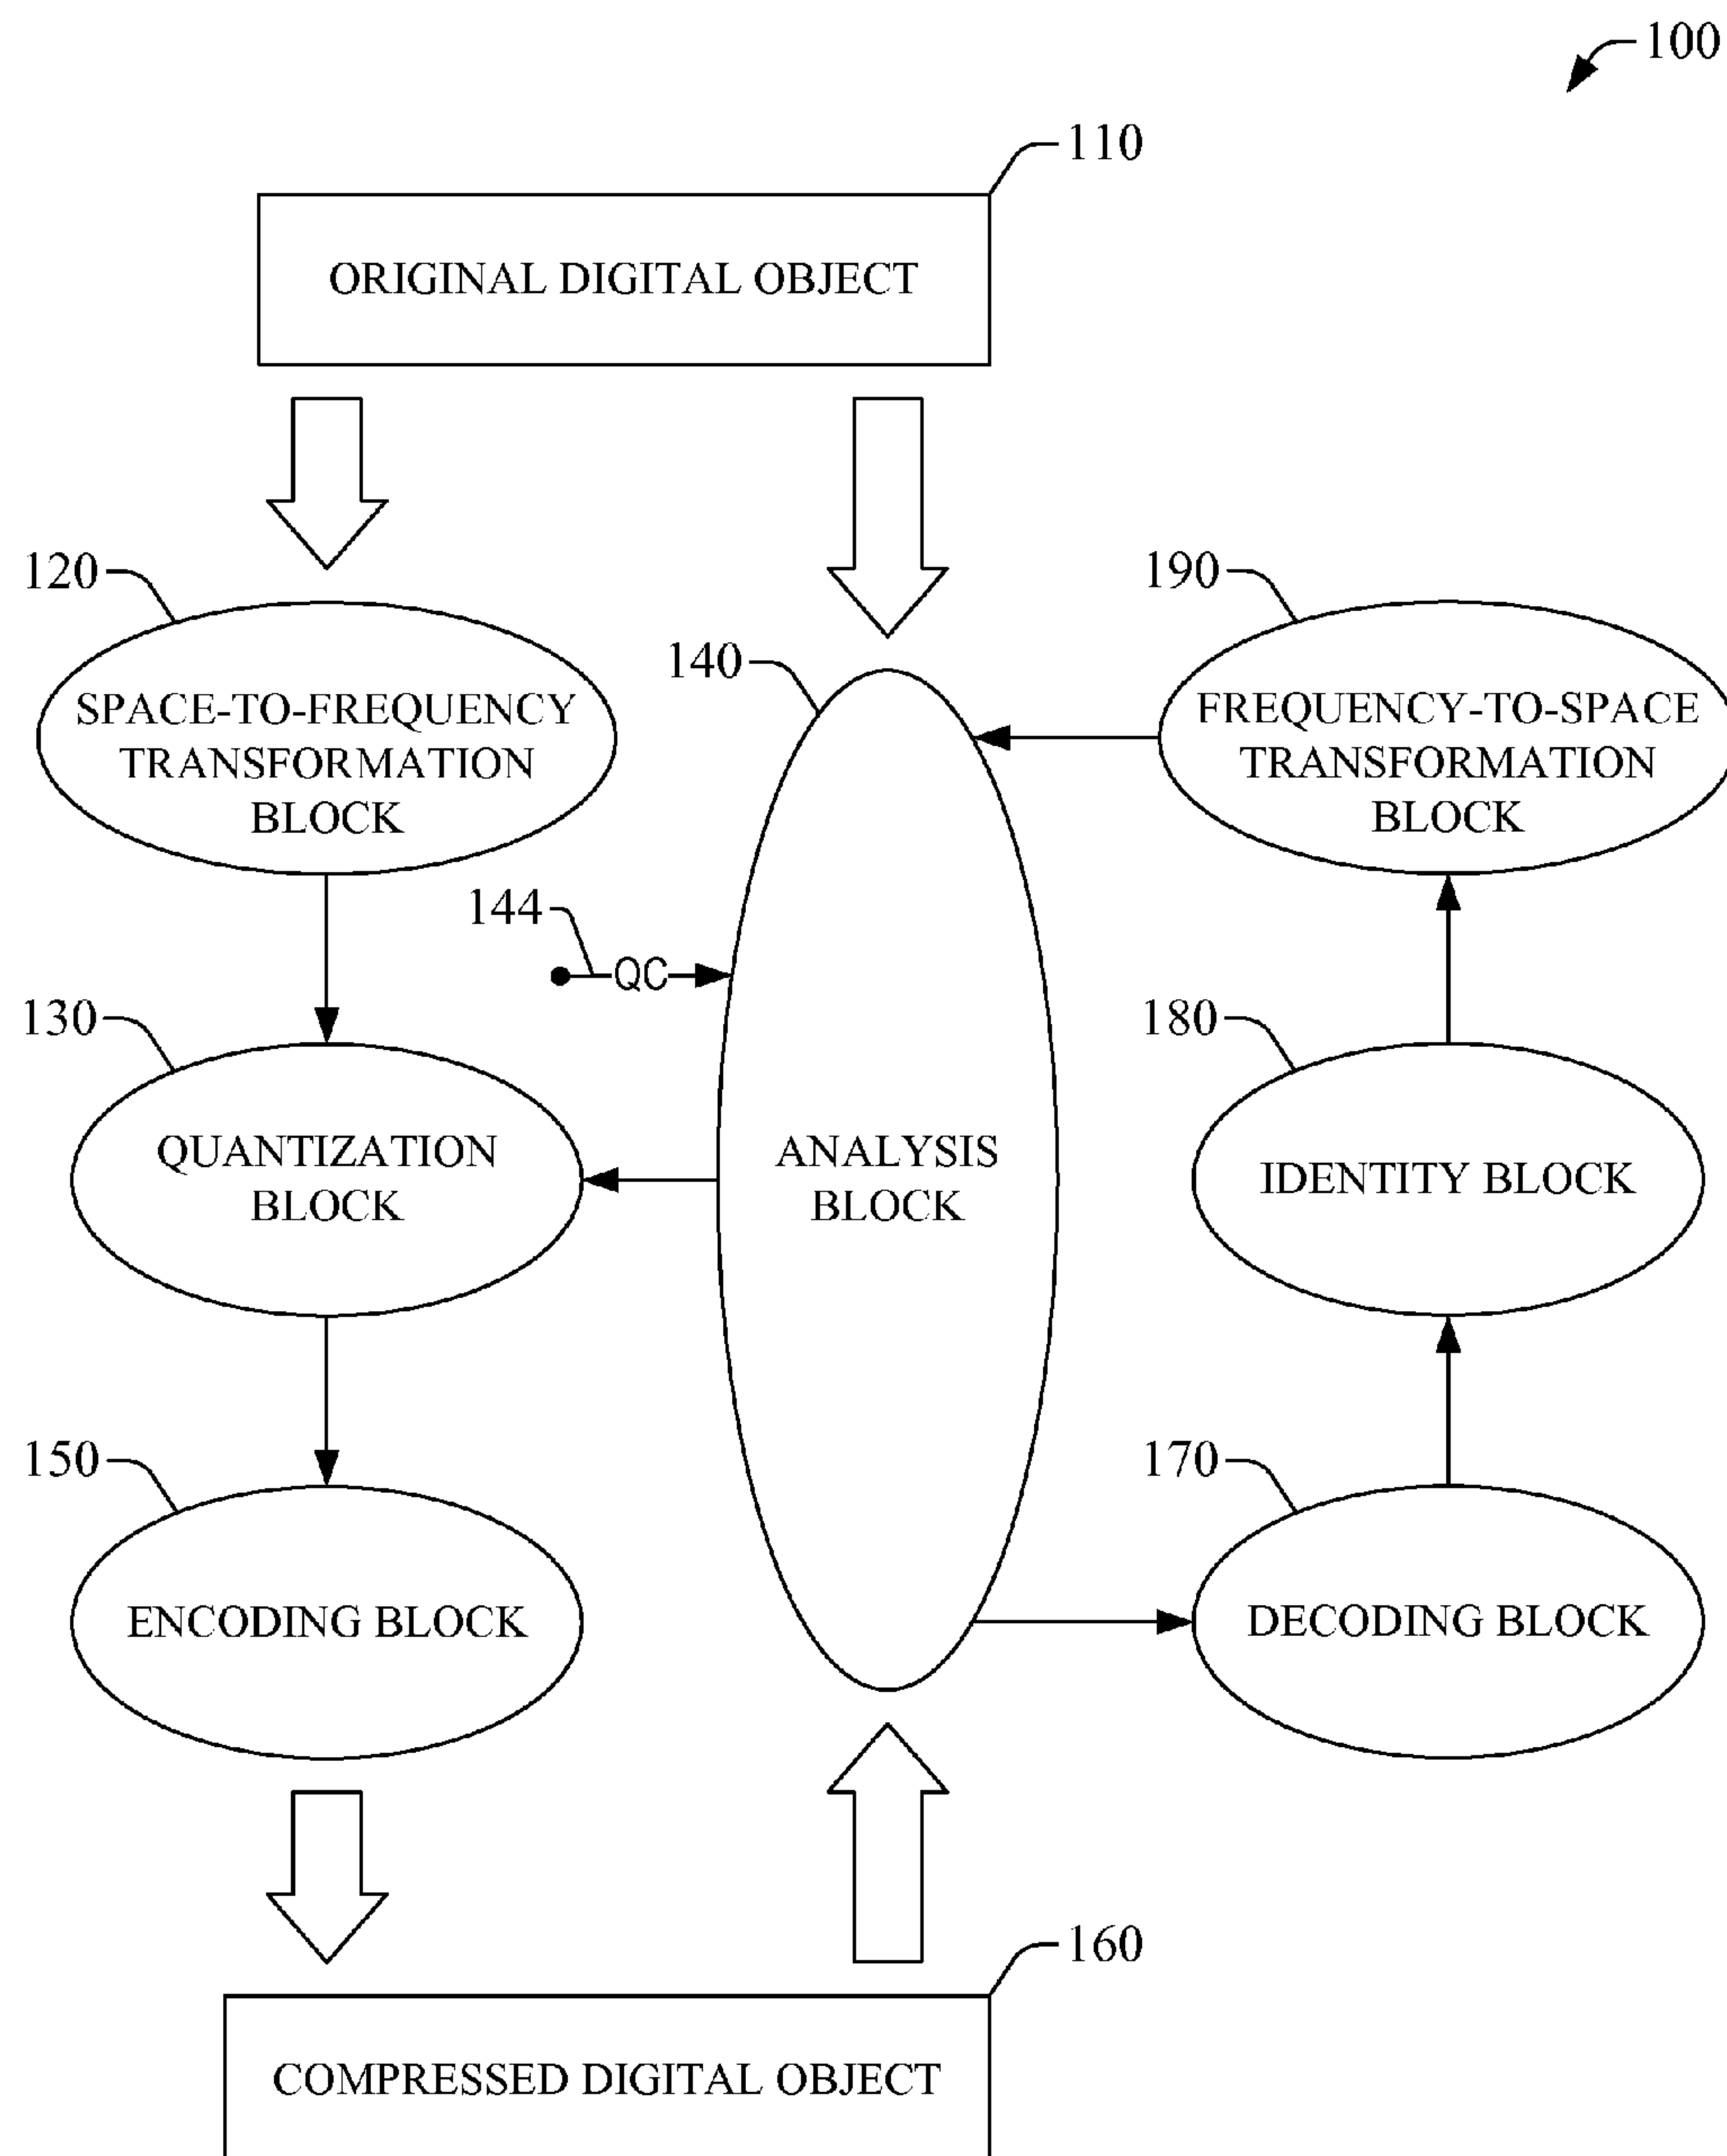 100
110
ORIGINAL DIGITAL OBJECT
120
SPACE-TO-FREQUENCY
TRANSFORMATION
BLOCK
140
190
FREQUENCY-TO-SPACE
TRANSFORMATION
BLOCK
144
QC
130
QUANTIZATION
BLOCK
ANALYSIS
BLOCK
180
IDENTITY BLOCK
150
ENCODING BLOCK
170
DECODING BLOCK
160
COMPRESSED DIGITAL OBJECT